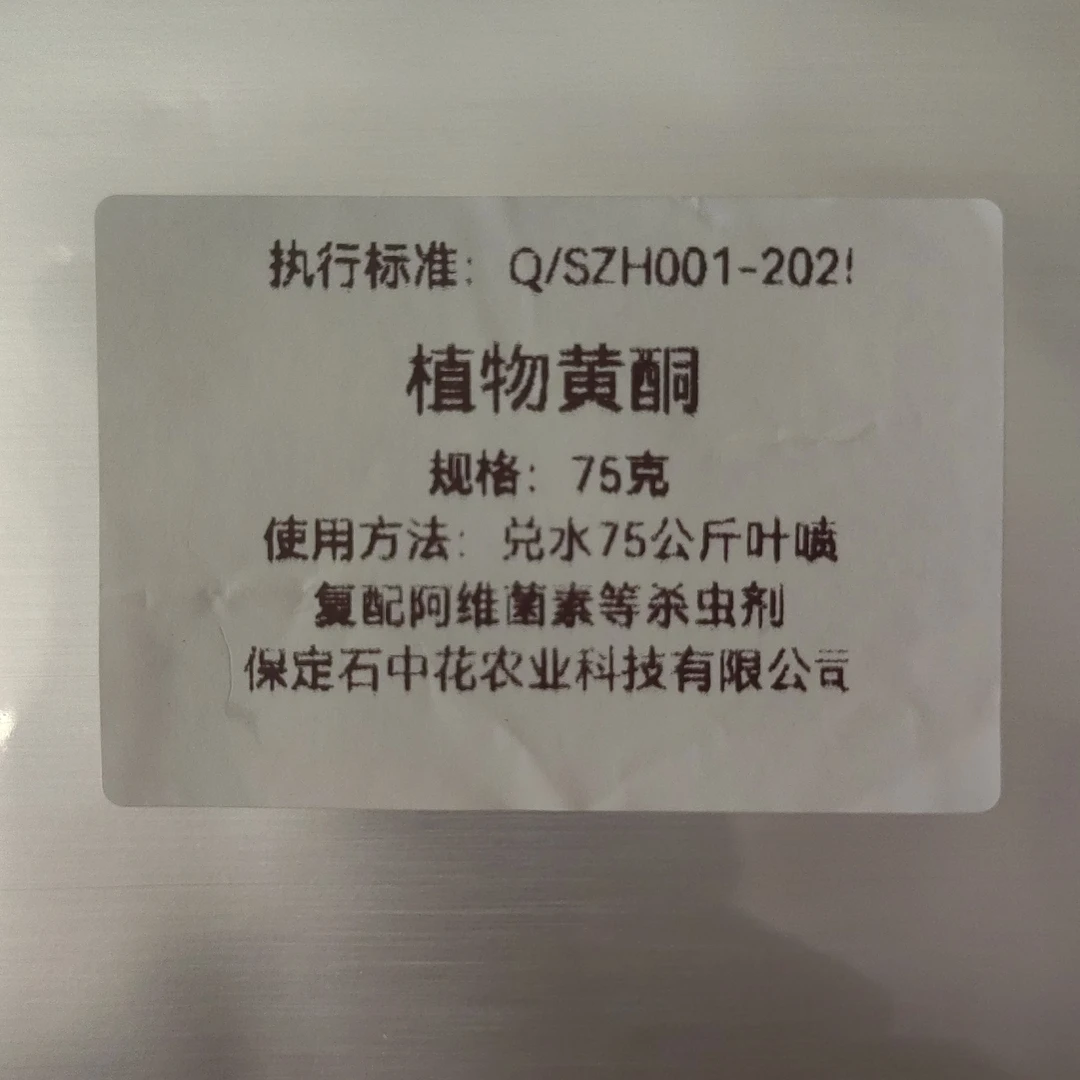 执行标准：Q/SZH001-202!
植物黄酮
规格：75克
使用方法：兑水75公斤叶喷
复配阿维菌素等杀虫剂
保定石中花农业科技有限公司